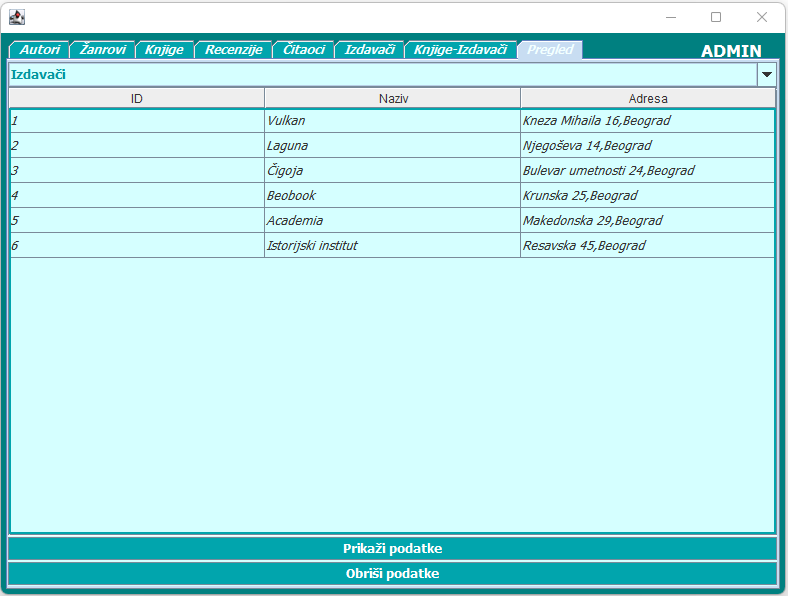 Autori Žanrovi Knjige Recenzije Čitaoci Izdavači Knjige-Izdavači Pregled ADMIN
Izdavači
ID Naziv Adresa
1 Vulkan Kneza Mihaila 16,Beograd
2 Laguna Njegoševa 14,Beograd
3 Čigoja Bulevar umetnosti 24,Beograd
4 Beobook Krunska 25,Beograd
5 Academia Makedonska 29,Beograd
6 Istorijski institut Resavska 45,Beograd
Prikaži podatke
Obriši podatke